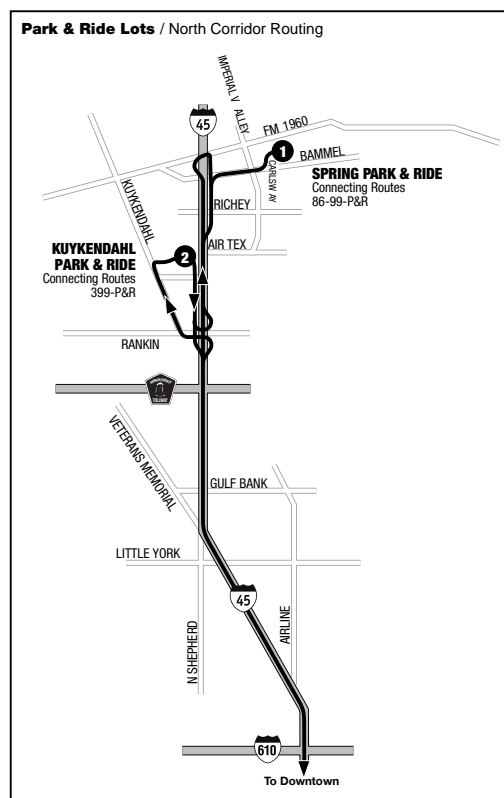 Park & Ride Lots / North Corridor Routing
IMPERIAL V ALLEY
45
FM 1960
1
BAMMEL
CARLSW AY
SPRING PARK & RIDE
Connecting Routes
86-99-P&R
RICHEY
KUYKENDAHL
AIR TEX
KUYKENDAHL
PARK & RIDE
Connecting Routes
399-P&R
2
RANKIN
TOLLWAY
VETERANS MEMORIAL
GULF BANK
LITTLE YORK
45
N SHEPHERD
AIRLINE
610
To Downtown